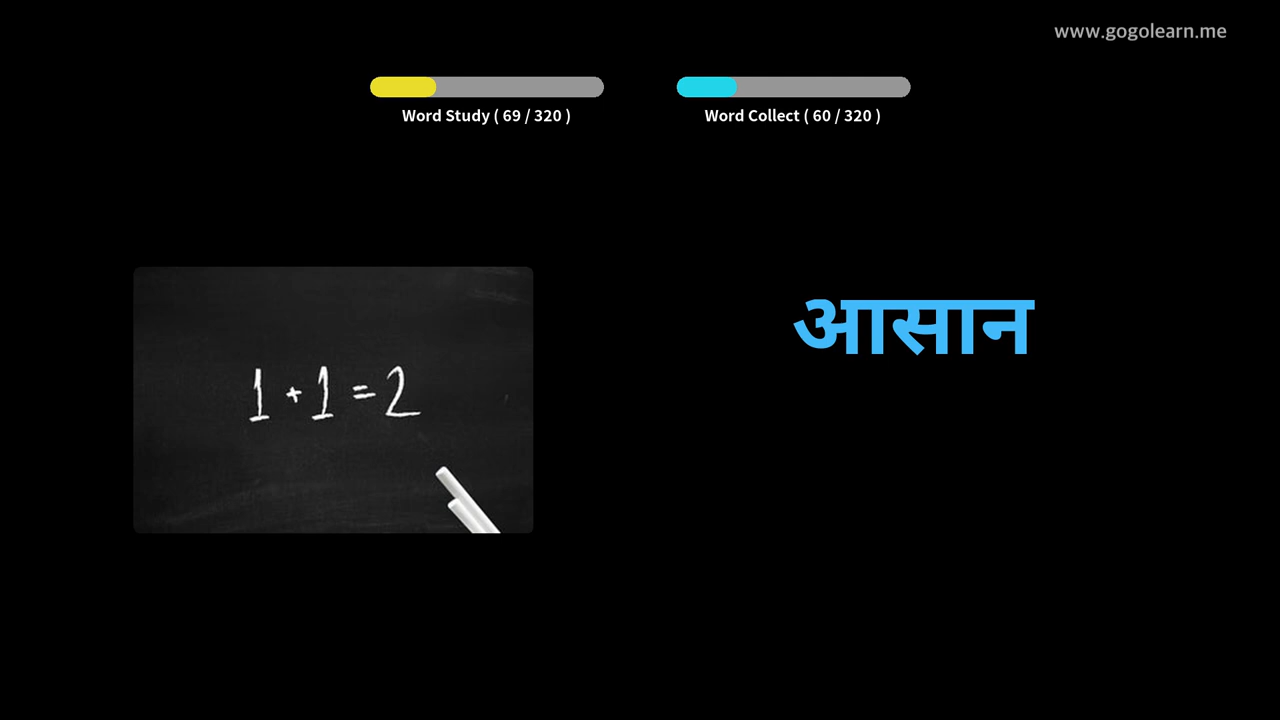 www.gogolearn.me
Word Study ( 69 / 320 )
Word Collect ( 60 / 320 )
आसान
1 + 1 = 2